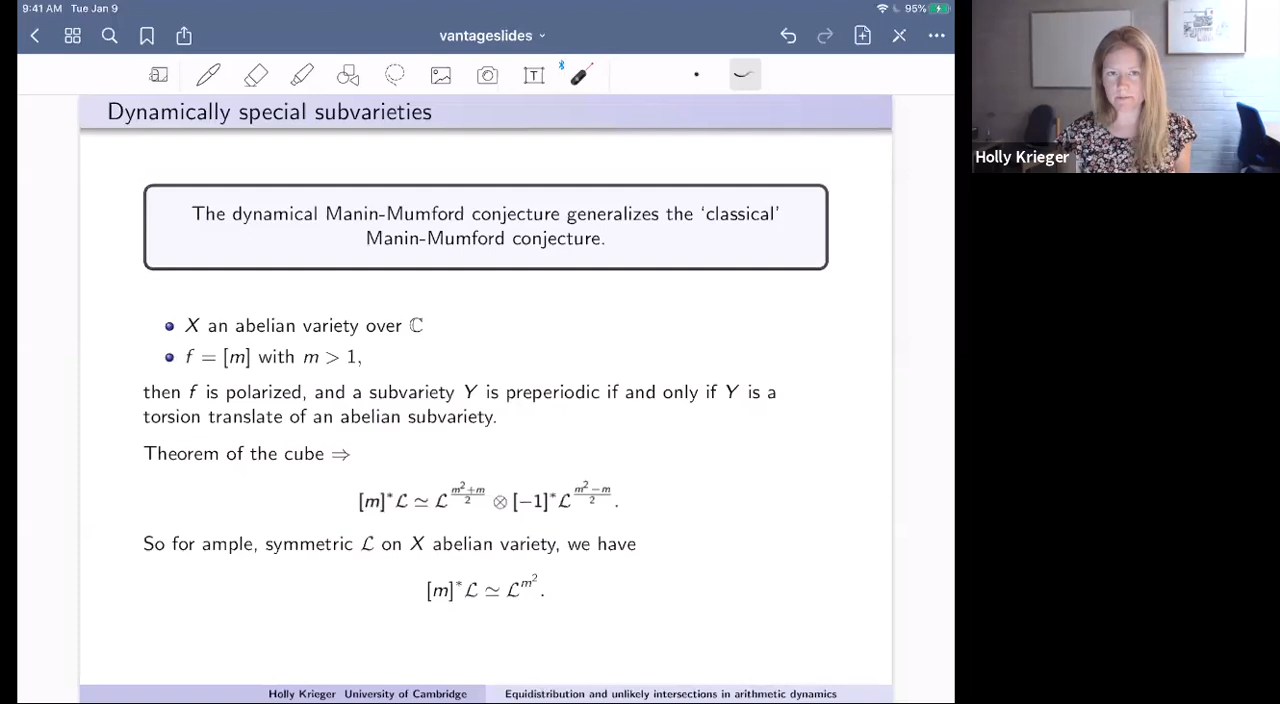 9:41 AM Tue Jan 9
95%
vantageslides
T
Dynamically special subvarieties
The dynamical Manin-Mumford conjecture generalizes the ‘classical’
Manin-Mumford conjecture.
X an abelian variety over ℂ
f = [m] with m > 1,
then f is polarized, and a subvariety Y is preperiodic if and only if Y is a
torsion translate of an abelian subvariety.
Theorem of the cube ⇒
[m]*ℒ ≃ ℒ^{\frac{m²+m}{2}} ⊗ [−1]*ℒ^{\frac{m²−m}{2}}.
So for ample, symmetric ℒ on X abelian variety, we have
[m]*ℒ ≃ ℒ^{m²}.
Holly Krieger University of Cambridge
Equidistribution and unlikely intersections in arithmetic dynamics
Holly Krieger